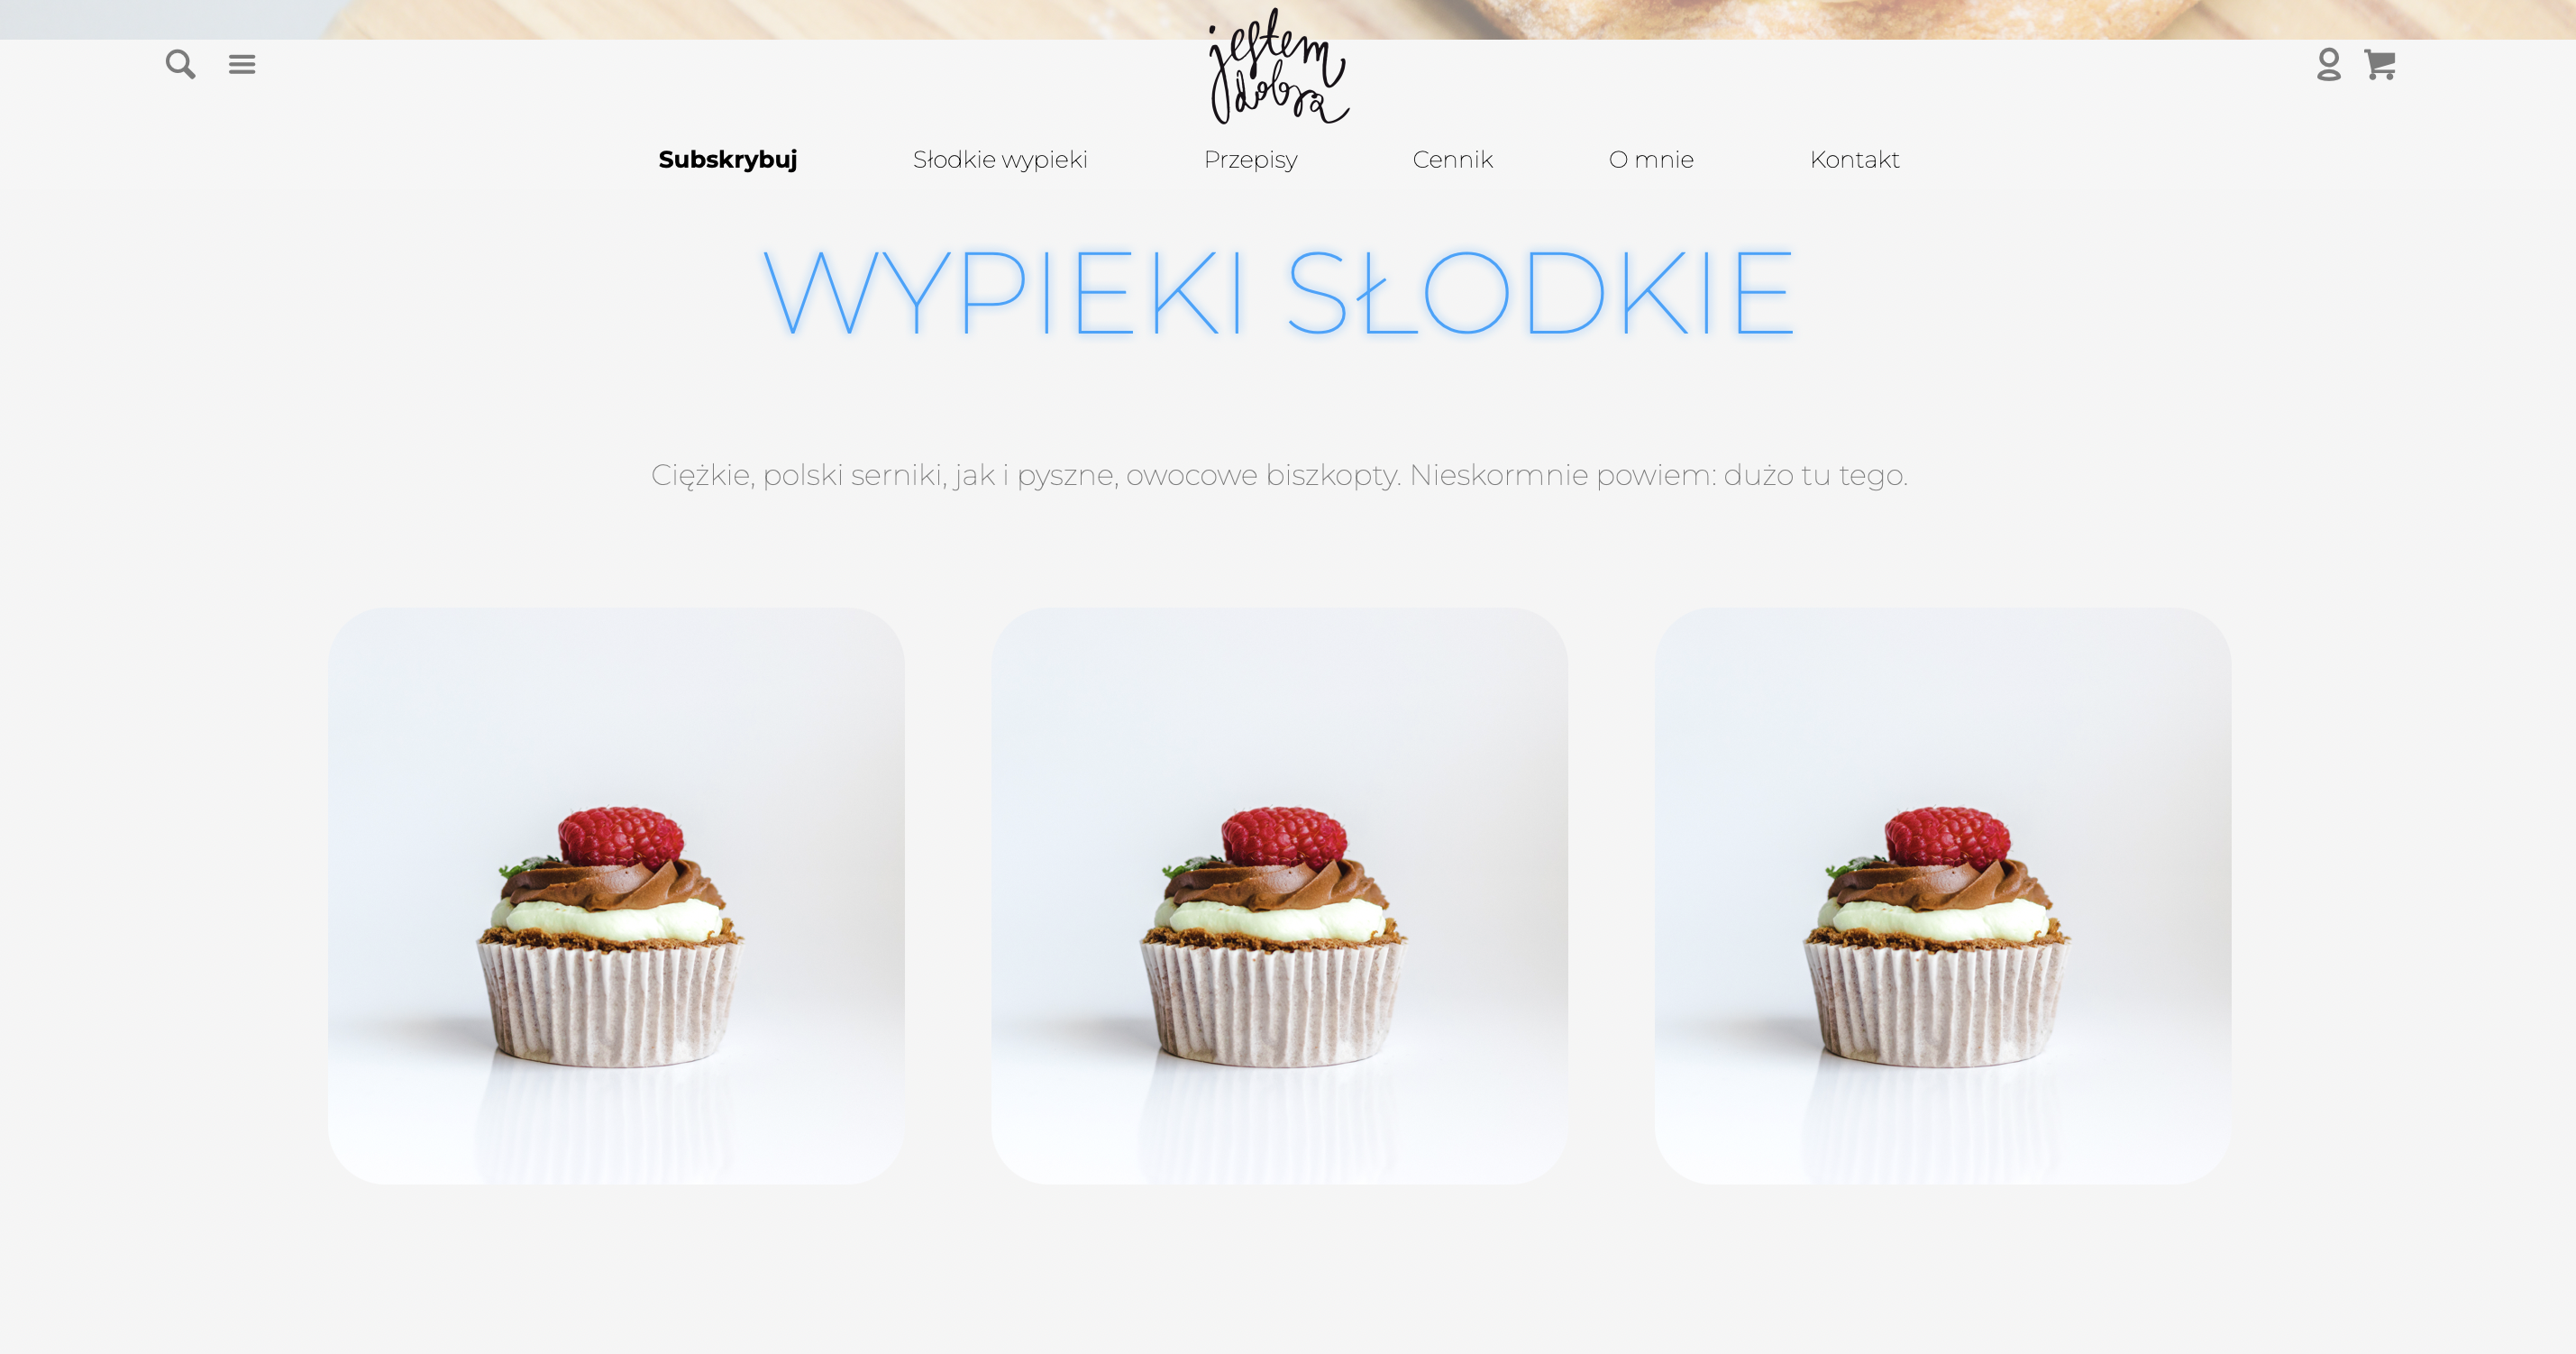 jestem
dobra
Subskrybuj Słodkie wypieki Przepisy Cennik O mnie Kontakt
WYPIEKI SŁODKIE
Ciężkie, polski serniki, jak i pyszne, owocowe biszkopty. Nieskormnie powiem: dużo tu tego.